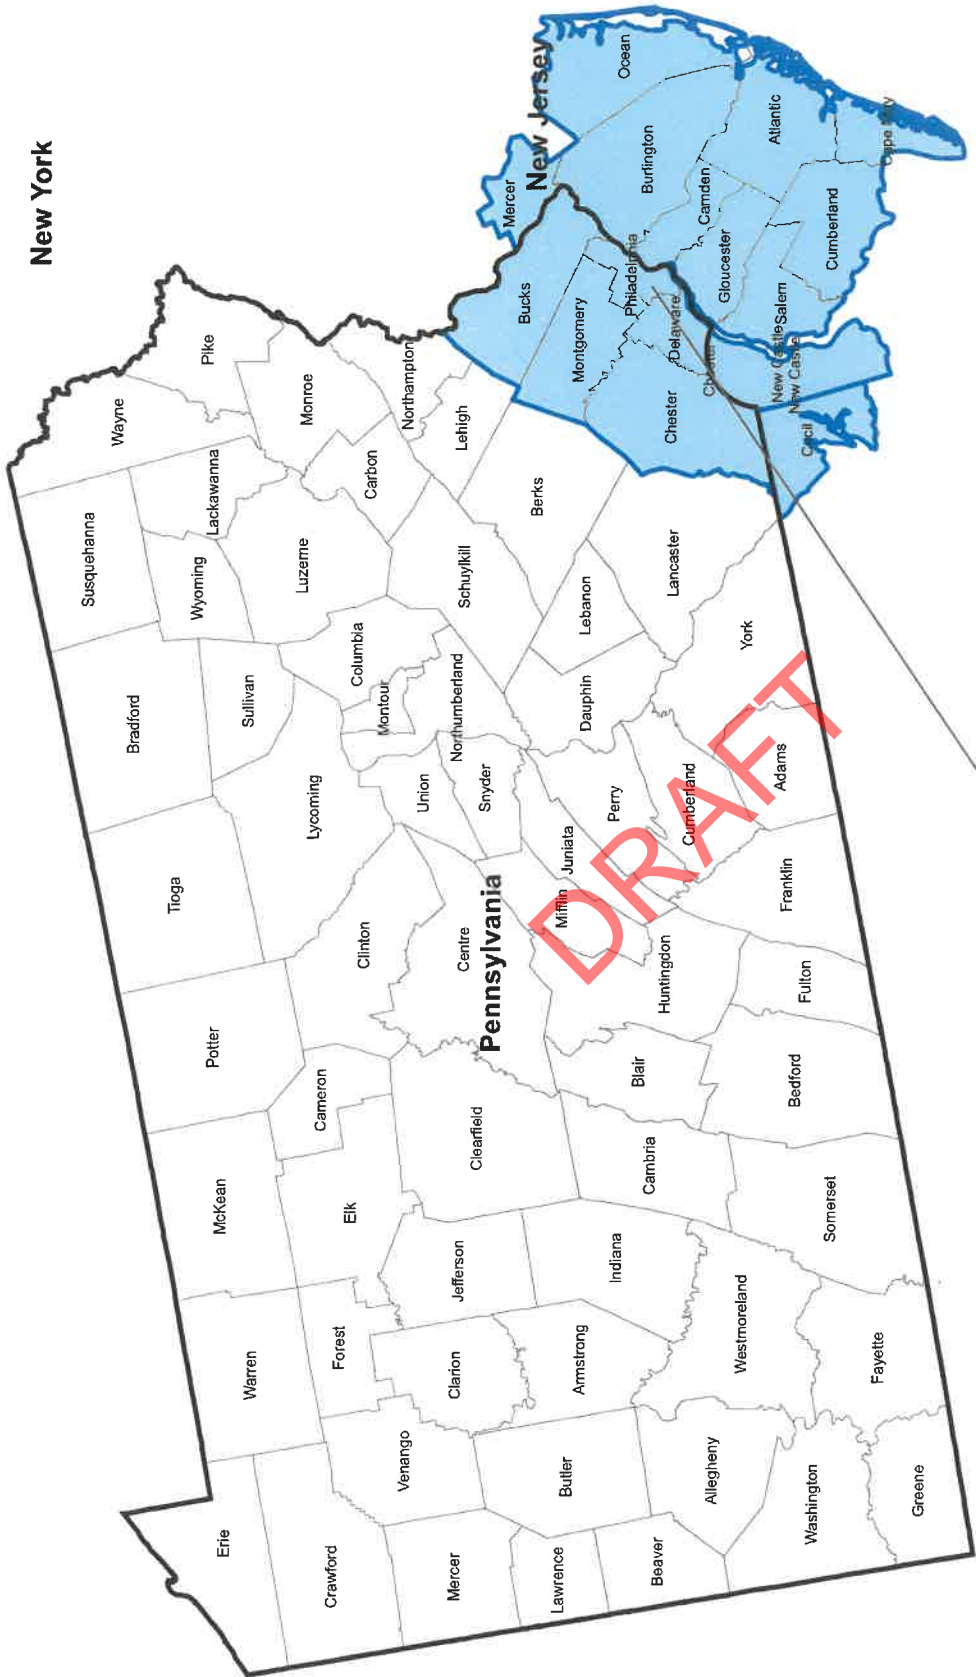 New York
New Jersey
Pennsylvania
Erie
Crawford
Mercer
Lawrence
Beaver
Washington
Greene
Warren
Forest
Venango
Clarion
Butler
Armstrong
Allegheny
Westmoreland
Fayette
McKean
Elk
Cameron
Jefferson
Clearfield
Indiana
Cambria
Somerset
Potter
Clinton
Centre
Blair
Huntingdon
Bedford
Fulton
Tioga
Lycoming
Union
Snyder
Mifflin
Juniata
Perry
Cumberland
Franklin
Adams
Bradford
Sullivan
Columbia
Montour
Northumberland
Dauphin
Lebanon
York
Lancaster
Susquehanna
Wyoming
Lackawanna
Luzerne
Schuylkill
Carbon
Berks
Lehigh
Northampton
Wayne
Pike
Monroe
Bucks
Montgomery
Philadelphia
Delaware
Chester
Chester
New Castle
New Castle
Cecil
Salem
Gloucester
Camden
Cumberland
Mercer
Burlington
Ocean
Atlantic
Cape May
DRAFT